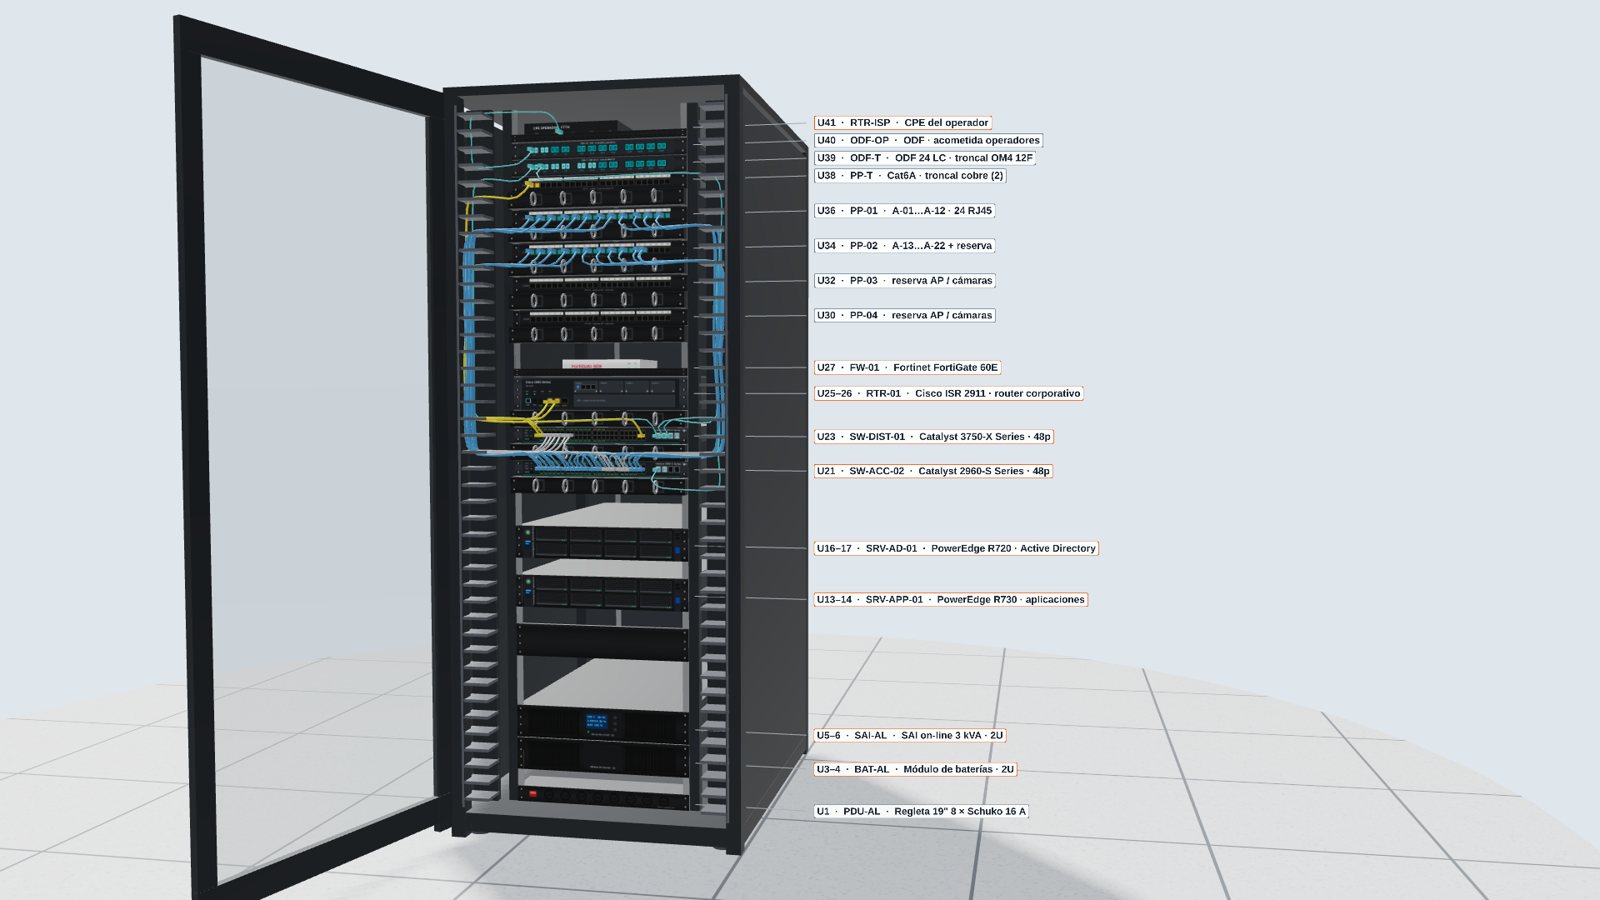 U41 · RTR-ISP · CPE del operador
U40 · ODF-OP · ODF · acometida operadores
U39 · ODF-T · ODF 24 LC · troncal OM4 12F
U38 · PP-T · Cat6A · troncal cobre (2)
U36 · PP-01 · A-01…A-12 · 24 RJ45
U34 · PP-02 · A-13…A-22 + reserva
U32 · PP-03 · reserva AP / cámaras
U30 · PP-04 · reserva AP / cámaras
U27 · FW-01 · Fortinet FortiGate 60E
U25–26 · RTR-01 · Cisco ISR 2911 · router corporativo
U23 · SW-DIST-01 · Catalyst 3750-X Series · 48p
U21 · SW-ACC-02 · Catalyst 2960-S Series · 48p
U16–17 · SRV-AD-01 · PowerEdge R720 · Active Directory
U13–14 · SRV-APP-01 · PowerEdge R730 · aplicaciones
U5–6 · SAI-AL · SAI on-line 3 kVA · 2U
U3–4 · BAT-AL · Módulo de baterías · 2U
U1 · PDU-AL · Regleta 19" 8 × Schuko 16 A